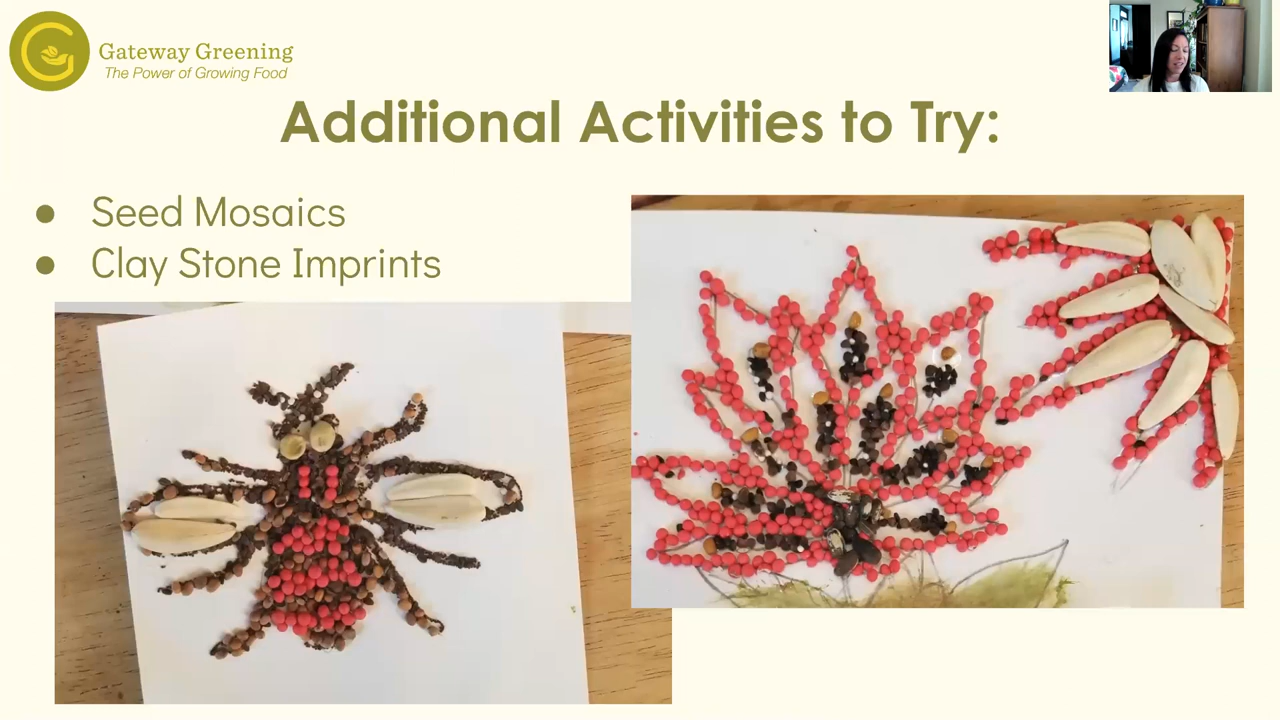 Gateway Greening
The Power of Growing Food
Additional Activities to Try:
● Seed Mosaics
● Clay Stone Imprints